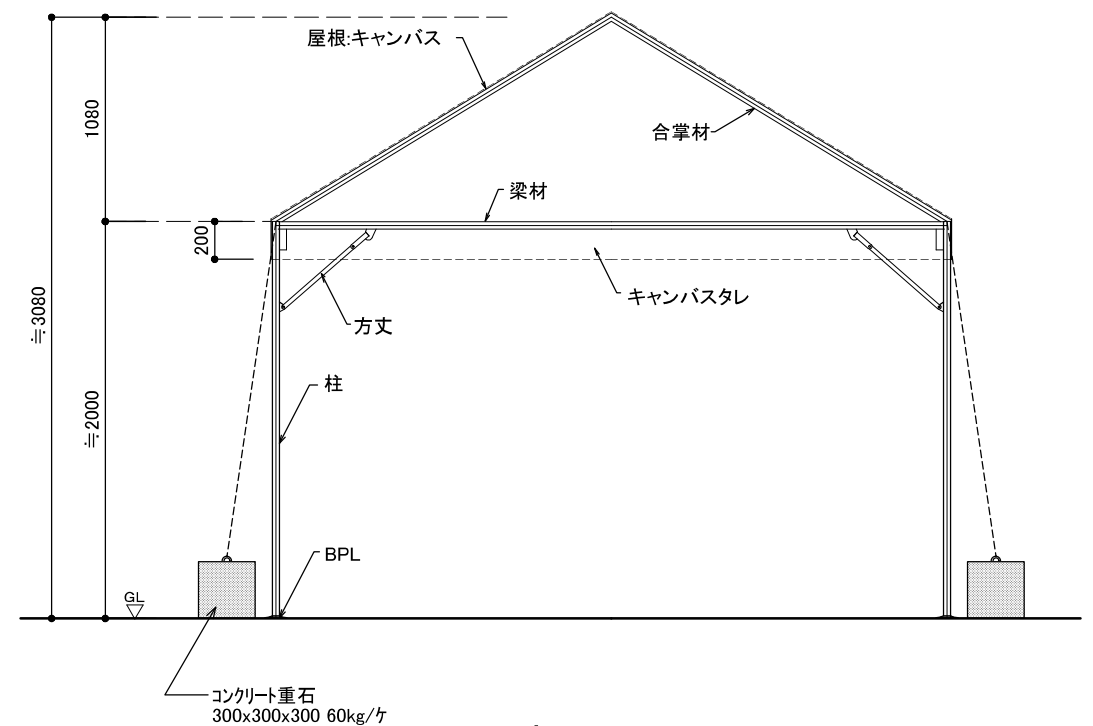 屋根:キャンバス
1080
合掌材
梁材
200
キャンバスタレ
≒3080
方丈
柱
≒2000
BPL
GL
コンクリート重石
300x300x300 60kg/ケ